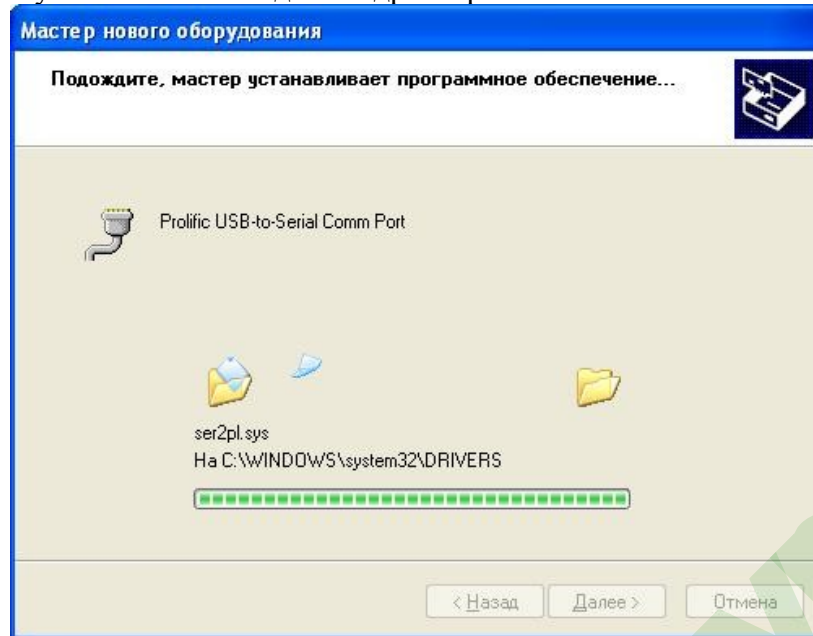 Мастер нового оборудования
Подождите, мастер устанавливает программное обеспечение...
Prolific USB-to-Serial Comm Port
ser2pl.sys
На C:\WINDOWS\system32\DRIVERS
< Назад Далее > Отмена